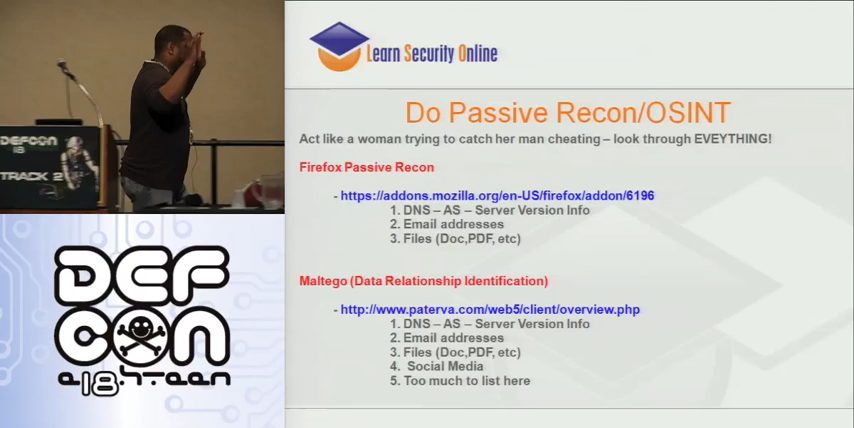 DEFCON
18
TRACK 2
DEF
CON
e18hteen
Learn Security Online
Do Passive Recon/OSINT
Act like a woman trying to catch her man cheating – look through EVEYTHING!
Firefox Passive Recon
- https://addons.mozilla.org/en-US/firefox/addon/6196
1. DNS – AS – Server Version Info
2. Email addresses
3. Files (Doc,PDF, etc)
Maltego (Data Relationship Identification)
- http://www.paterva.com/web5/client/overview.php
1. DNS – AS – Server Version Info
2. Email addresses
3. Files (Doc,PDF, etc)
4. Social Media
5. Too much to list here